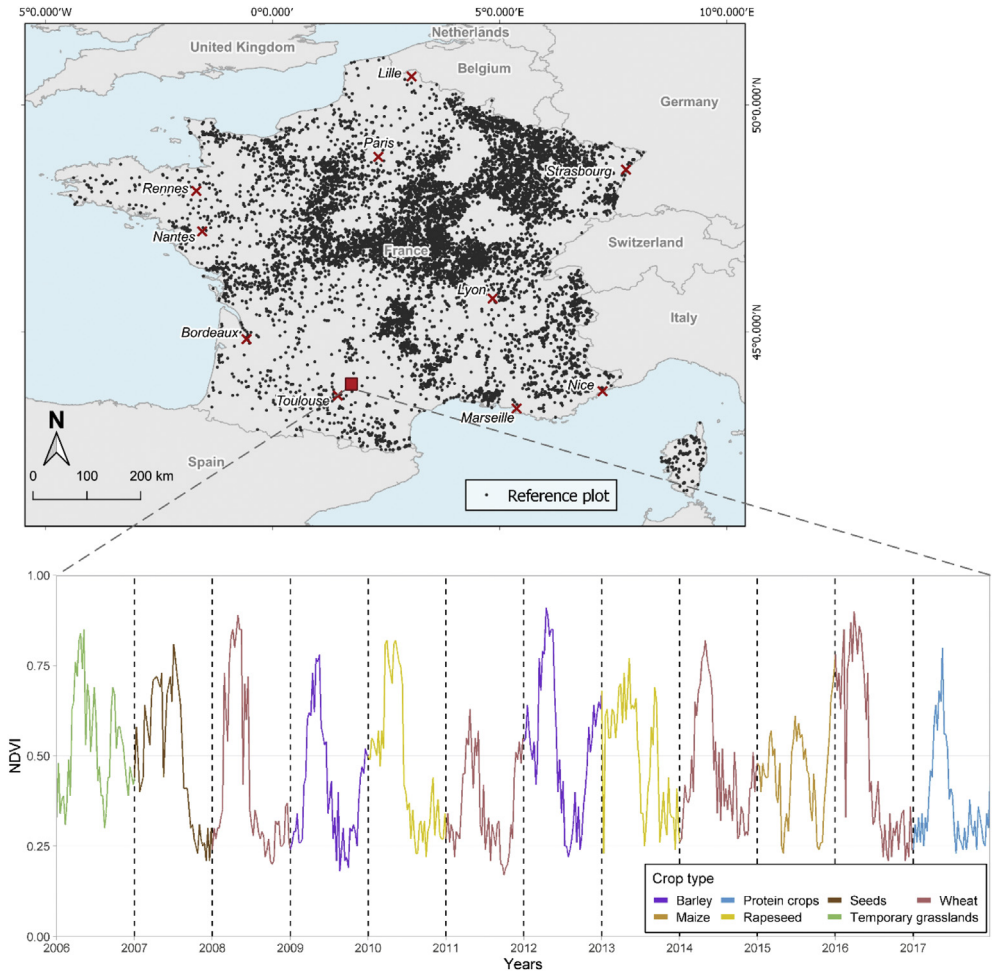 5°0.000'0'
0°0.000'
5°0.000'0'
10°0.000'
United Kingdom
Netherlands
Belgium
Germany
50°0.000'N
Lille
Paris
Strasbourg
Rennes
Nantes
France
Switzerland
Lyon
Italy
45°0.000'N
Bordeaux
Nice
Toulouse
Marseille
N
0 100 200 km
Spain
Reference plot
1.00
0.75
0.50
0.25
0.00
NDVI
Crop type
Barley Protein crops Seeds Wheat
Maize Rapeseed Temporary grasslands
2006 2007 2008 2009 2010 2011 2012 2013 2014 2015 2016 2017
Years